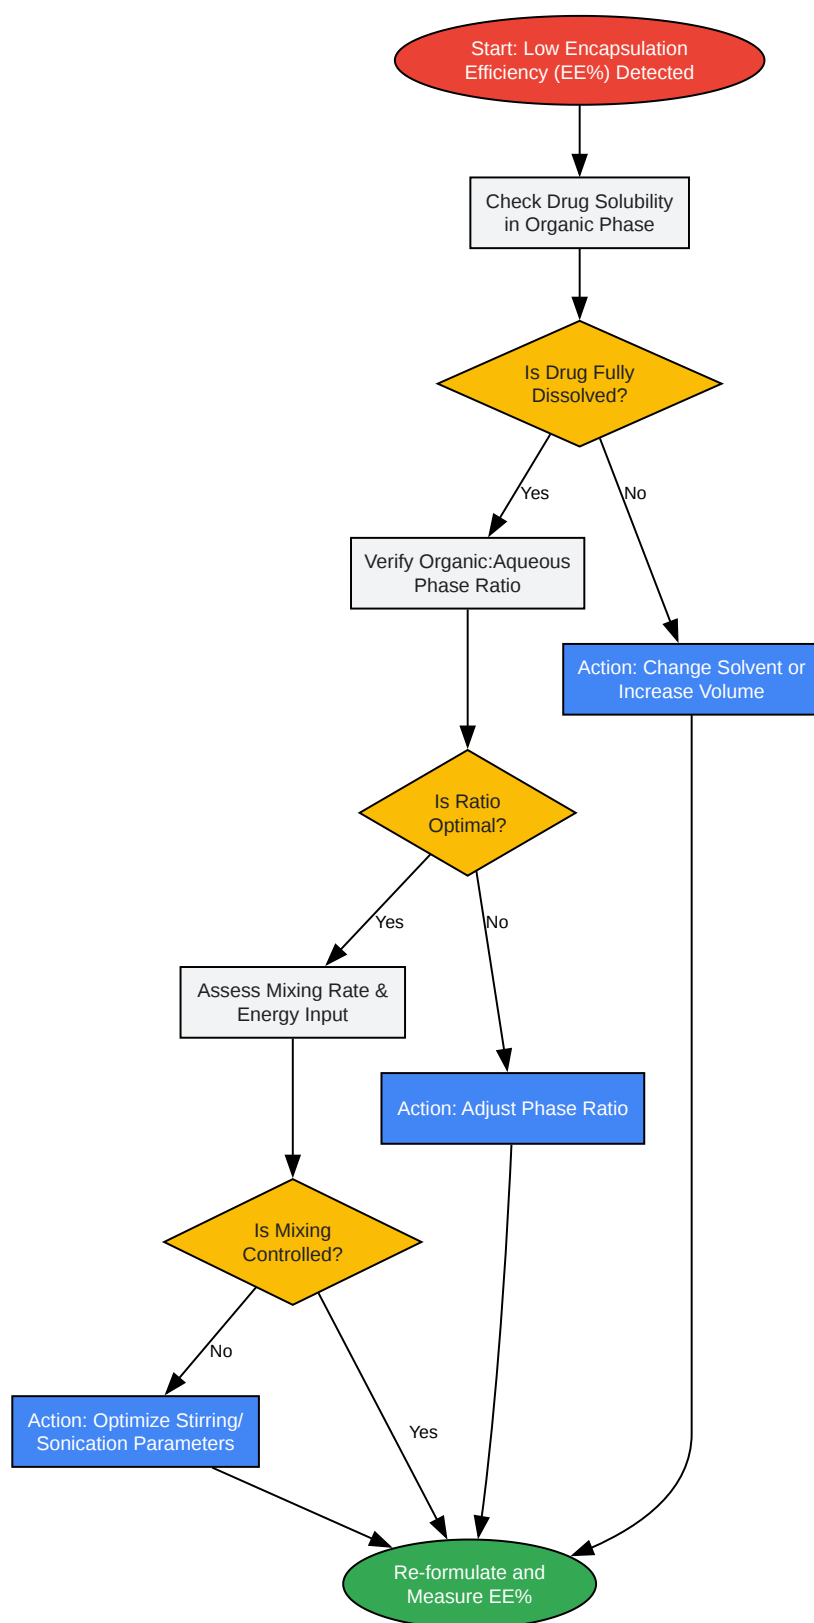 Start: Low Encapsulation
Efficiency (EE%) Detected
Check Drug Solubility
in Organic Phase
Is Drug Fully
Dissolved?
Yes
No
Verify Organic:Aqueous
Phase Ratio
Action: Change Solvent or
Increase Volume
Is Ratio
Optimal?
Yes
No
Assess Mixing Rate &
Energy Input
Action: Adjust Phase Ratio
Is Mixing
Controlled?
No
Yes
Action: Optimize Stirring/
Sonication Parameters
Re-formulate and
Measure EE%